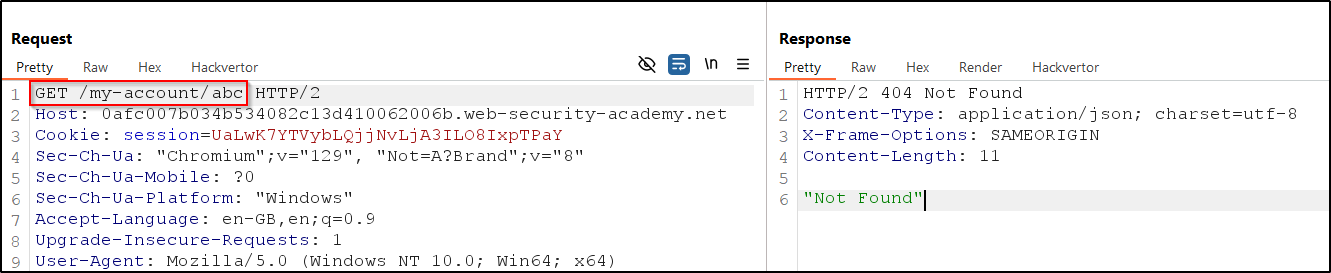 Request
Pretty Raw Hex Hackvertor
\n
1 GET /my-account/abc HTTP/2
2 Host: 0afc007b034b534082c13d410062006b.web-security-academy.net
3 Cookie: session=UaLwK7YTVybLQjjNvLjA3ILO8IxpTPaY
4 Sec-Ch-Ua: "Chromium";v="129", "Not=A?Brand";v="8"
5 Sec-Ch-Ua-Mobile: ?0
6 Sec-Ch-Ua-Platform: "Windows"
7 Accept-Language: en-GB,en;q=0.9
8 Upgrade-Insecure-Requests: 1
9 User-Agent: Mozilla/5.0 (Windows NT 10.0; Win64; x64)
Response
Pretty Raw Hex Render Hackvertor
1 HTTP/2 404 Not Found
2 Content-Type: application/json; charset=utf-8
3 X-Frame-Options: SAMEORIGIN
4 Content-Length: 11
5
6 "Not Found"